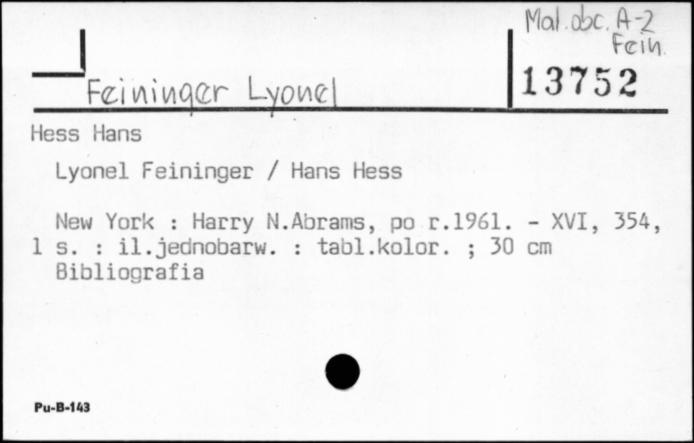 Mal.obc. A-2
Fein.
13752
Feininger Lyonel
Hess Hans
Lyonel Feininger / Hans Hess
New York : Harry N.Abrams, po r.1961. - XVI, 354,
1 s. : il.jednobarw. : tabl.kolor. ; 30 cm
Bibliografia
Pu-B-143